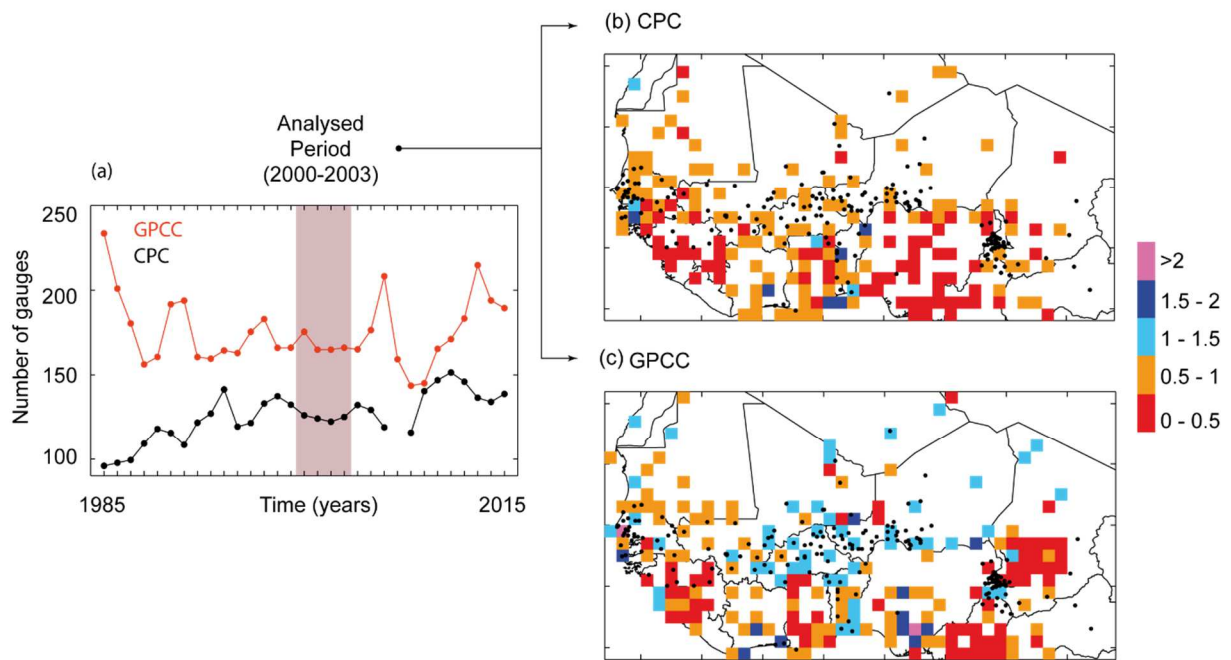 (b) CPC
Analysed
Period
(2000-2003)
(a)
250
200
150
100
Number of gauges
GPCC
CPC
1985
Time (years)
2015
(c) GPCC
>2
1.5 - 2
1 - 1.5
0.5 - 1
0 - 0.5